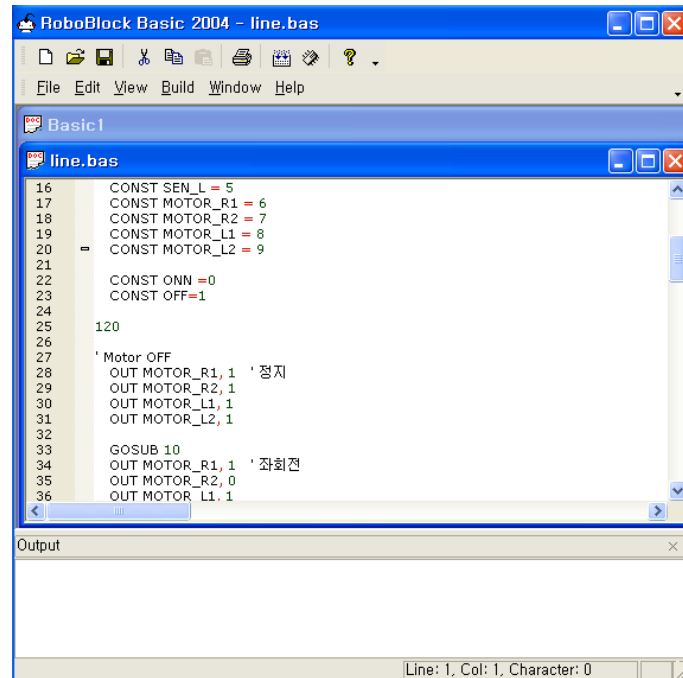 RoboBlock Basic 2004 - line.bas
File Edit View Build Window Help
Basic1
line.bas
16 CONST SEN_L = 5
17 CONST MOTOR_R1 = 6
18 CONST MOTOR_R2 = 7
19 CONST MOTOR_L1 = 8
20 CONST MOTOR_L2 = 9
21
22 CONST ONN =0
23 CONST OFF=1
24
25 120
26
27 ' Motor OFF
28 OUT MOTOR_R1, 1 ' 정지
29 OUT MOTOR_R2, 1
30 OUT MOTOR_L1, 1
31 OUT MOTOR_L2, 1
32
33 GOSUB 10
34 OUT MOTOR_R1, 1 ' 좌회전
35 OUT MOTOR_R2, 0
36 OUT MOTOR_L1, 1
Output
Line: 1, Col: 1, Character: 0